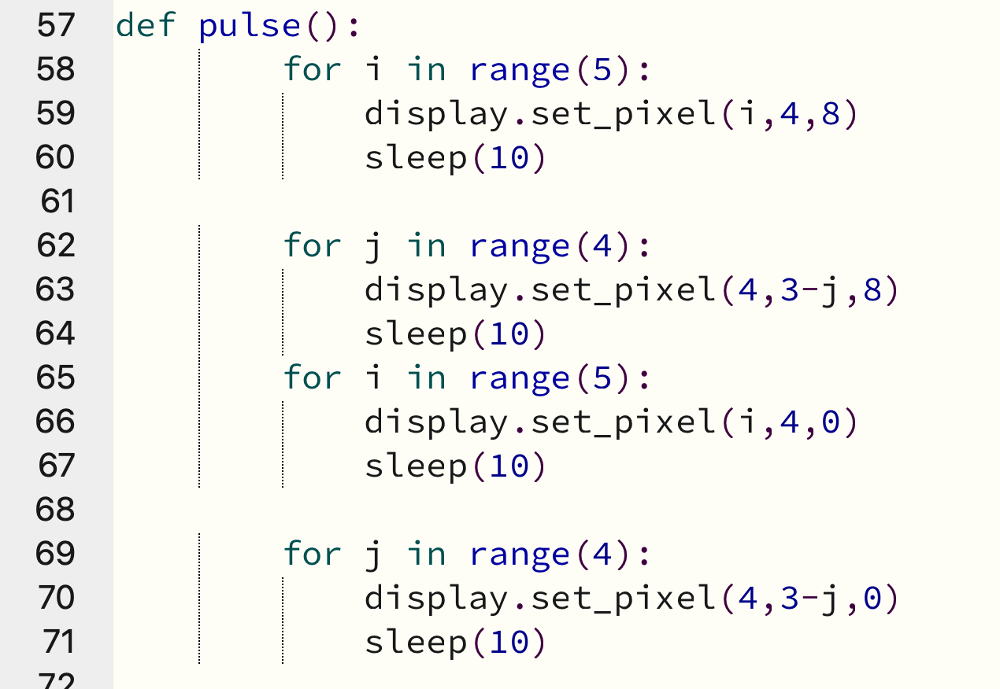 57 def pulse():
58         for i in range(5):
59             display.set_pixel(i,4,8)
60             sleep(10)
61
62         for j in range(4):
63             display.set_pixel(4,3-j,8)
64             sleep(10)
65         for i in range(5):
66             display.set_pixel(i,4,0)
67             sleep(10)
68
69         for j in range(4):
70             display.set_pixel(4,3-j,0)
71             sleep(10)
72